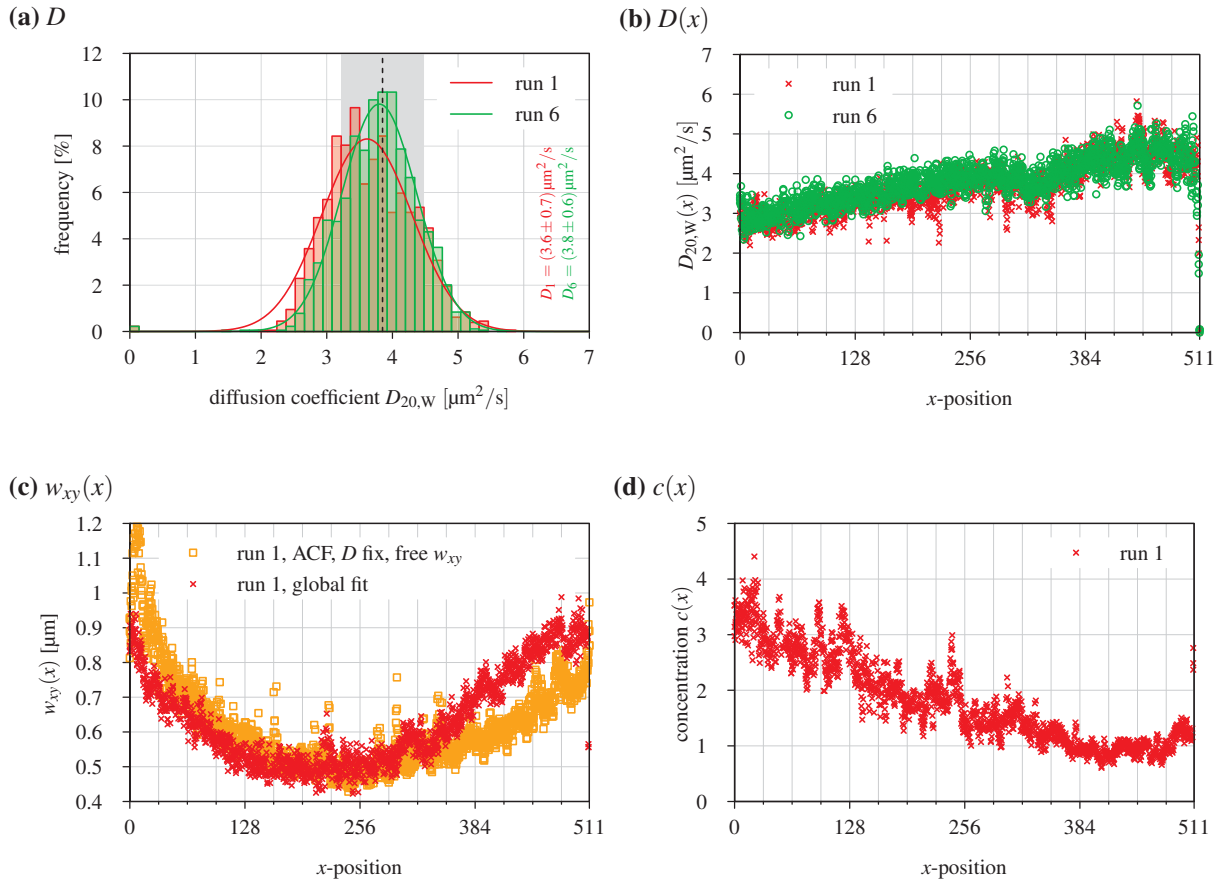 (a) D
12
10
8
6
4
2
0
frequency [%]
run 1
run 6
D₁ = (3.6 ± 0.7) µm²/s
D₆ = (3.8 ± 0.6) µm²/s
0 1 2 3 4 5 6 7
diffusion coefficient D₂₀,W [µm²/s]
(b) D(x)
7
6
5
4
3
2
1
0
D₂₀,W(x) [µm²/s]
run 1
run 6
0 128 256 384 511
x-position
(c) wxy(x)
1.2
1.1
1
0.9
0.8
0.7
0.6
0.5
0.4
wxy(x) [µm]
run 1, ACF, D fix, free wxy
run 1, global fit
0 128 256 384 511
x-position
(d) c(x)
5
4
3
2
1
0
concentration c(x)
run 1
0 128 256 384 511
x-position